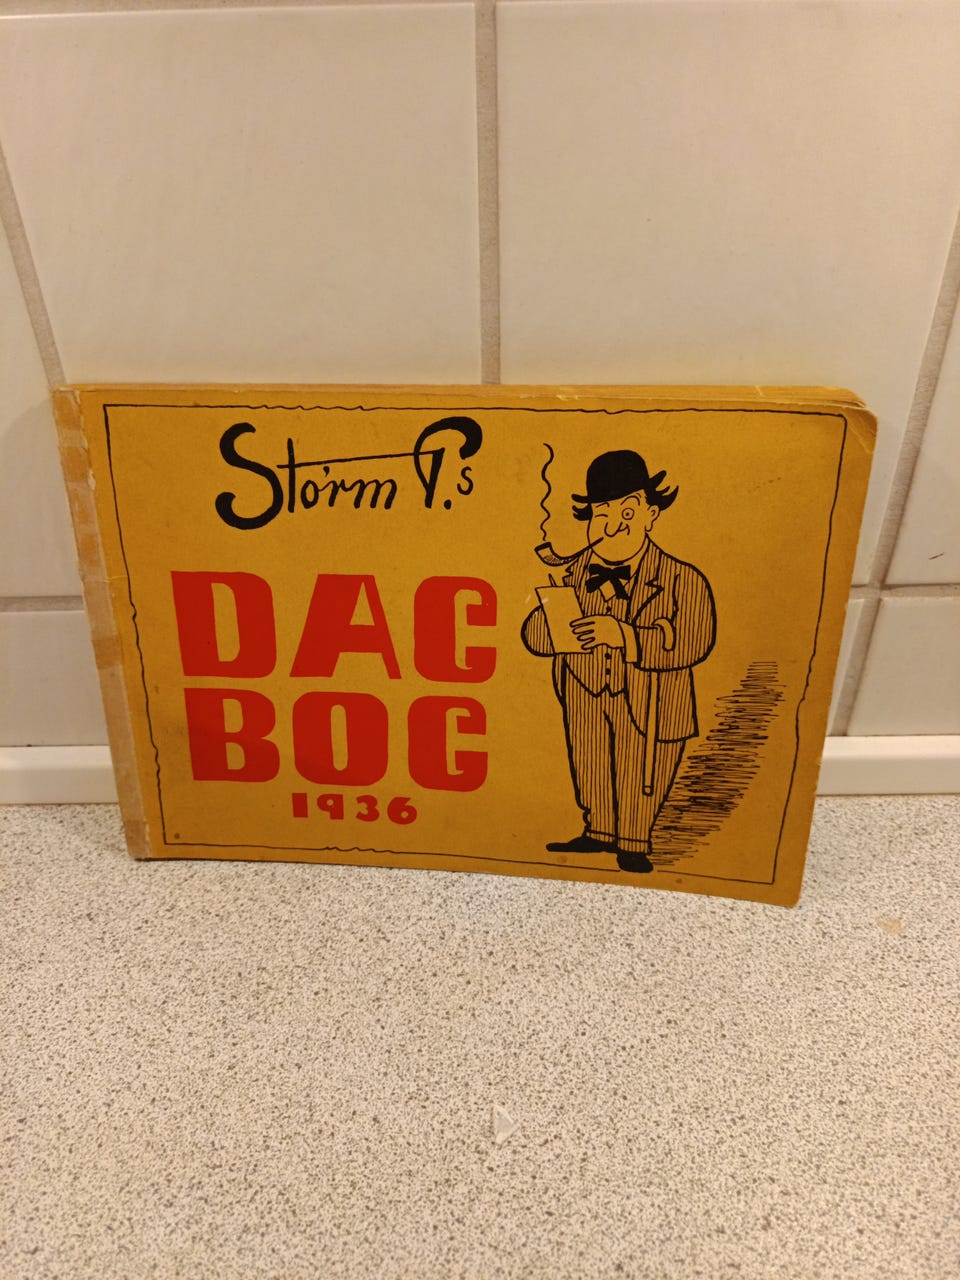 Storm P.s
DAG
BOG
1936